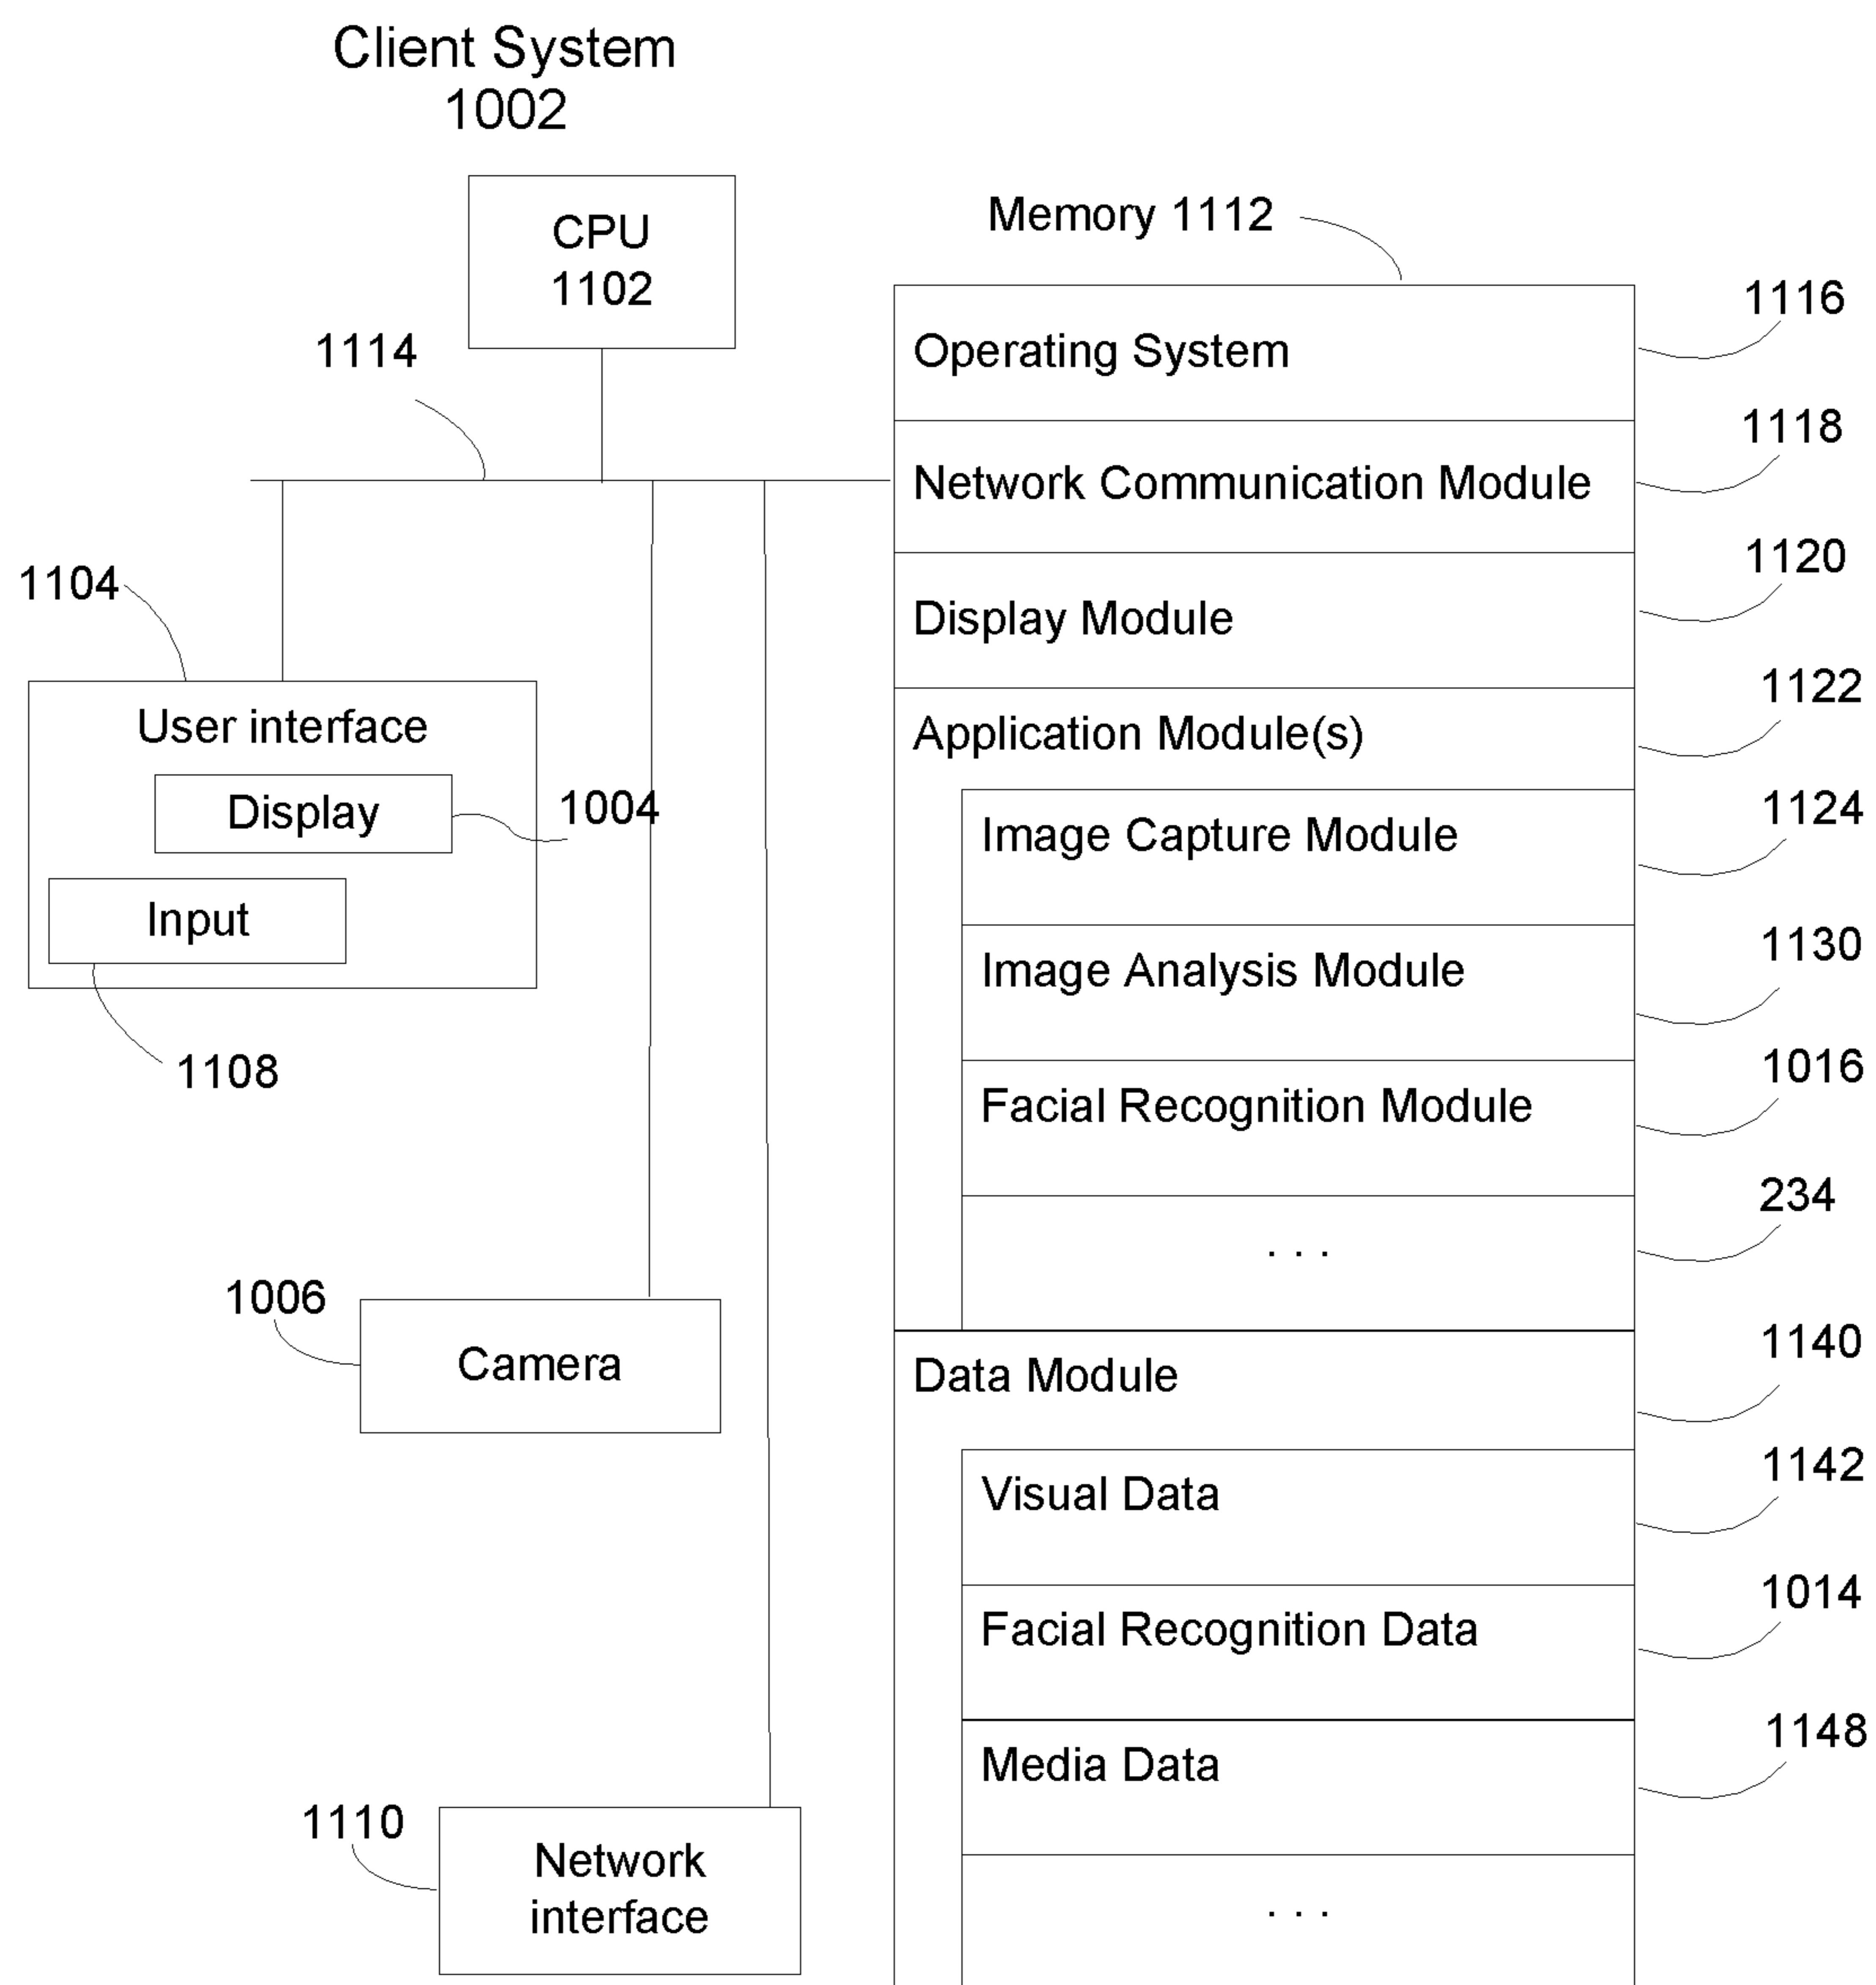 Client System
1002
CPU
1102
Memory 1112
1114
1116
Operating System
1118
Network Communication Module
1120
Display Module
1104
User interface
Display
1004
Input
1108
1122
Application Module(s)
1124
Image Capture Module
1130
Image Analysis Module
1016
Facial Recognition Module
234
. . .
1006
Camera
1140
Data Module
1142
Visual Data
1014
Facial Recognition Data
1148
Media Data
. . .
1110
Network
interface